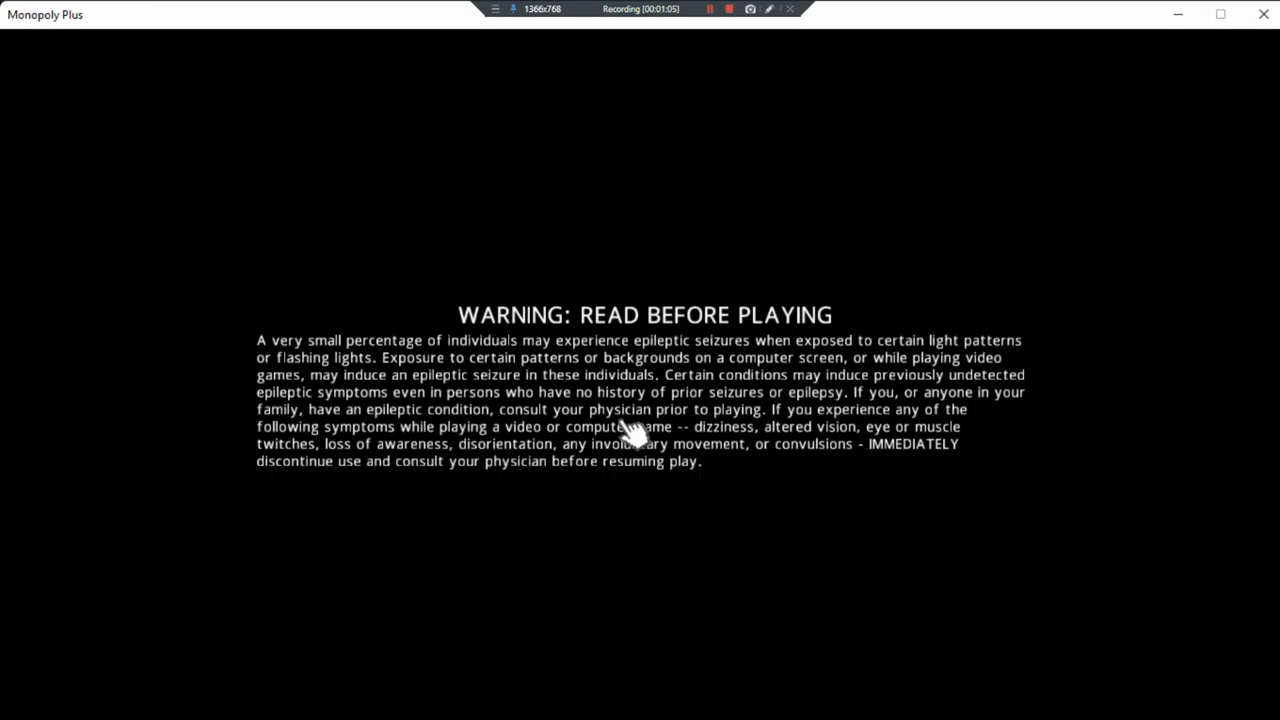 Monopoly Plus
1366x768
Recording [00:01:05]
WARNING: READ BEFORE PLAYING
A very small percentage of individuals may experience epileptic seizures when exposed to certain light patterns
or flashing lights. Exposure to certain patterns or backgrounds on a computer screen, or while playing video
games, may induce an epileptic seizure in these individuals. Certain conditions may induce previously undetected
epileptic symptoms even in persons who have no history of prior seizures or epilepsy. If you, or anyone in your
family, have an epileptic condition, consult your physician prior to playing. If you experience any of the
following symptoms while playing a video or computer game -- dizziness, altered vision, eye or muscle
twitches, loss of awareness, disorientation, any involuntary movement, or convulsions - IMMEDIATELY
discontinue use and consult your physician before resuming play.